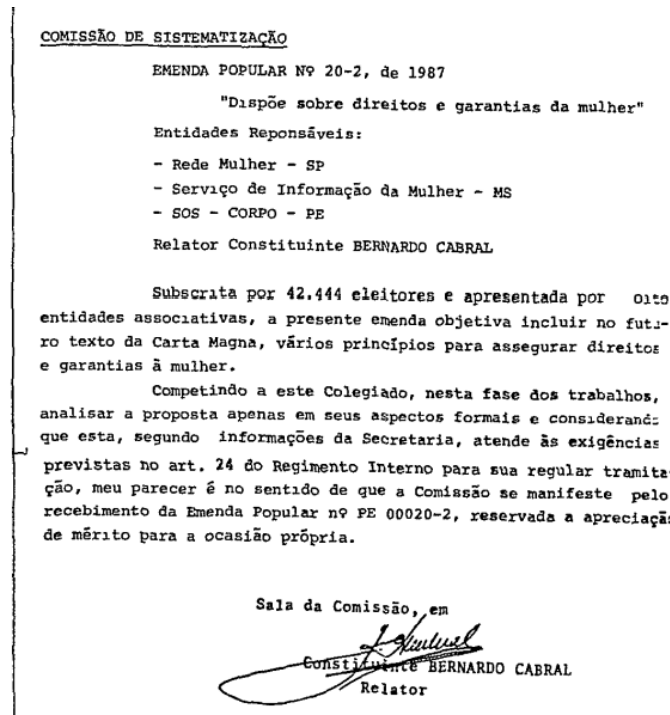 COMISSÃO DE SISTEMATIZAÇÃO
EMENDA POPULAR Nº 20-2, de 1987
"Dispõe sobre direitos e garantias da mulher"
Entidades Reponsáveis:
- Rede Mulher - SP
- Serviço de Informação da Mulher - MS
- SOS - CORPO - PE
Relator Constituinte BERNARDO CABRAL
Subscrita por 42.444 eleitores e apresentada por oito
entidades associativas, a presente emenda objetiva incluir no futu-
ro texto da Carta Magna, vários princípios para assegurar direitos
e garantias à mulher.
Competindo a este Colegiado, nesta fase dos trabalhos,
analisar a proposta apenas em seus aspectos formais e considerando
que esta, segundo informações da Secretaria, atende às exigências
previstas no art. 24 do Regimento Interno para sua regular tramita-
ção, meu parecer é no sentido de que a Comissão se manifeste pelo
recebimento da Emenda Popular nº PE 00020-2, reservada a apreciação
de mérito para a ocasião própria.
Sala da Comissão, em
Constituinte BERNARDO CABRAL
Relator